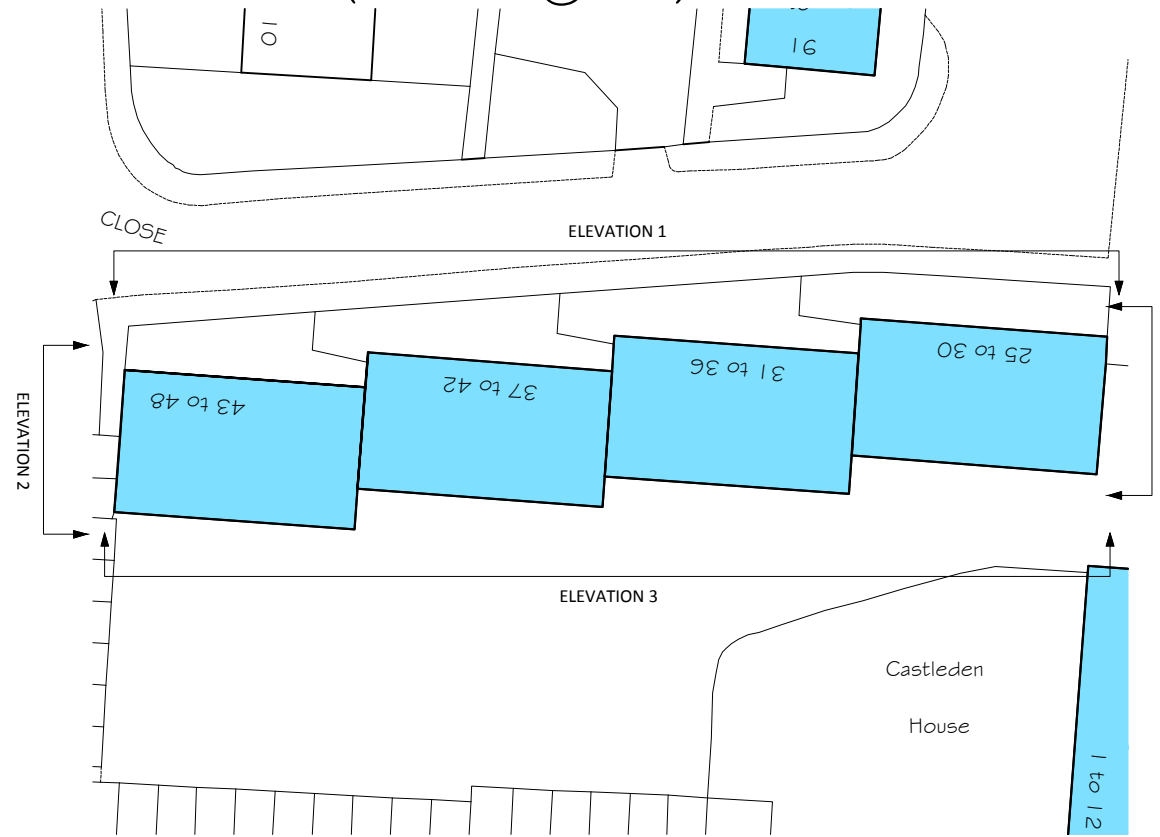 10
91
CLOSE
ELEVATION 1
25 to 30
31 to 36
37 to 42
43 to 48
ELEVATION 2
ELEVATION 3
Castleden
House
1 to 12